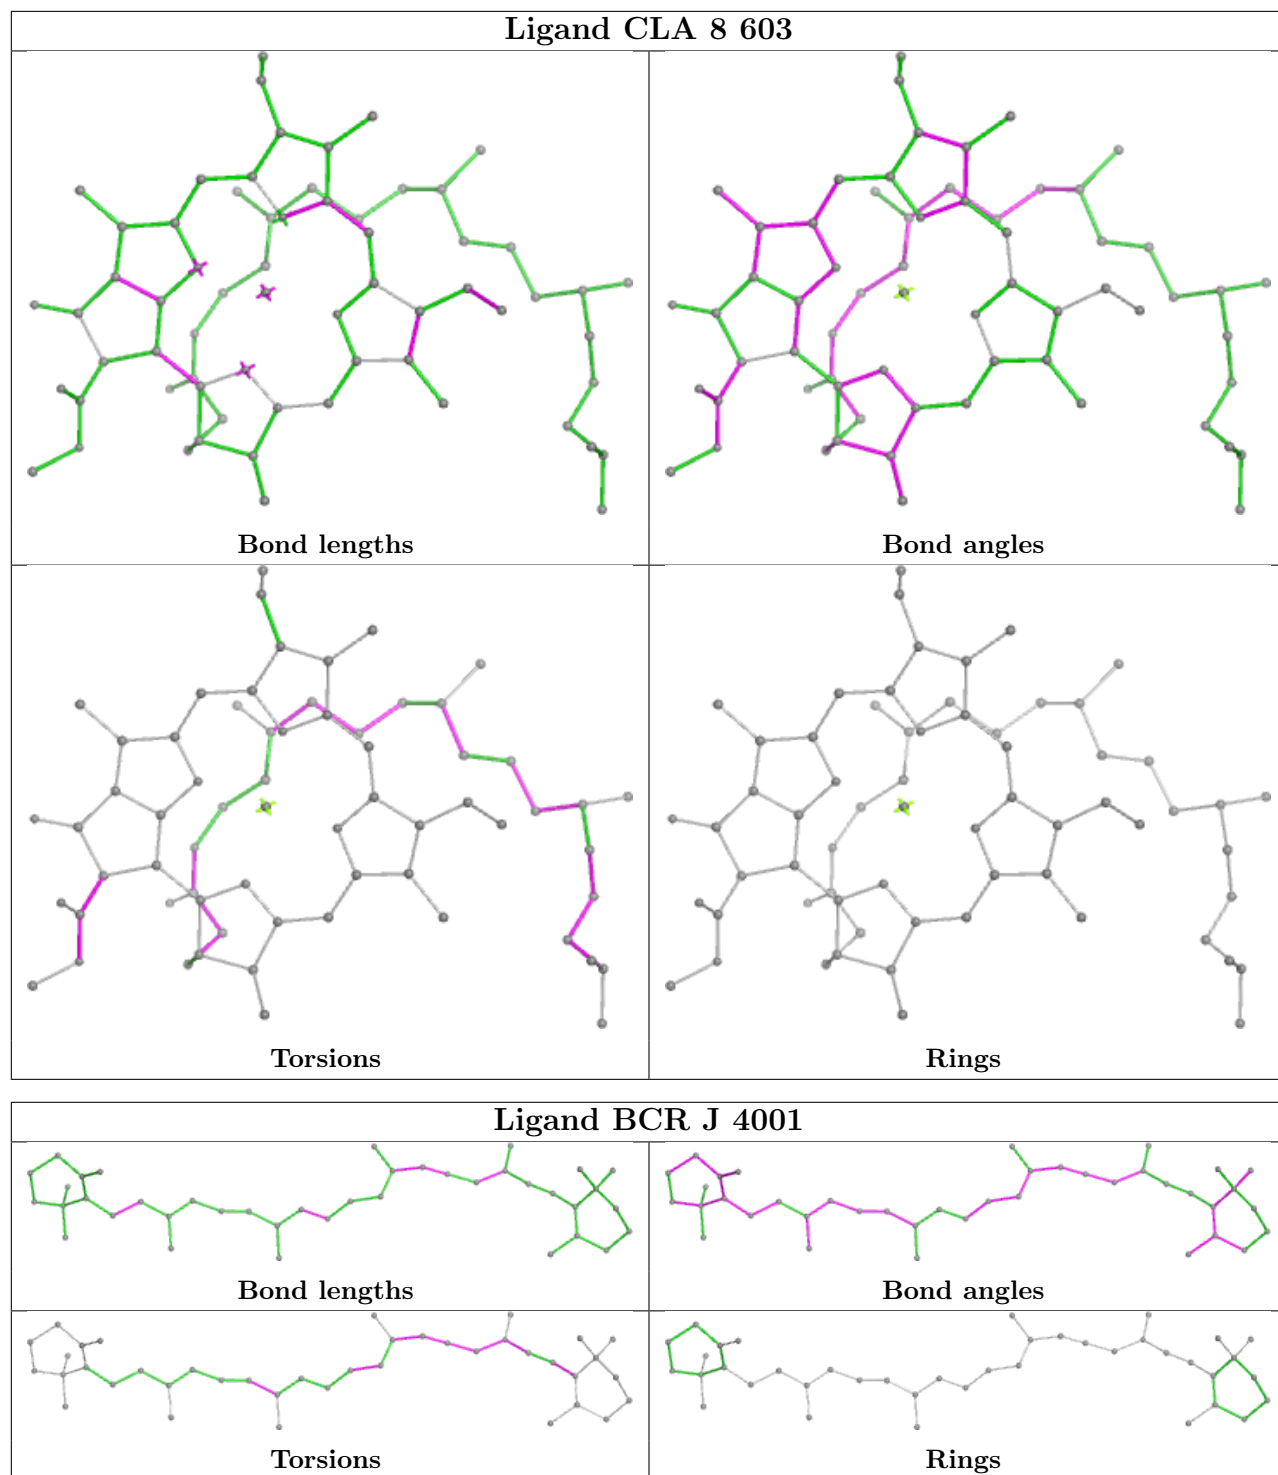 Ligand CLA 8 603
Bond lengths
Bond angles
Torsions
Rings
Ligand BCR J 4001
Bond lengths
Bond angles
Torsions
Rings